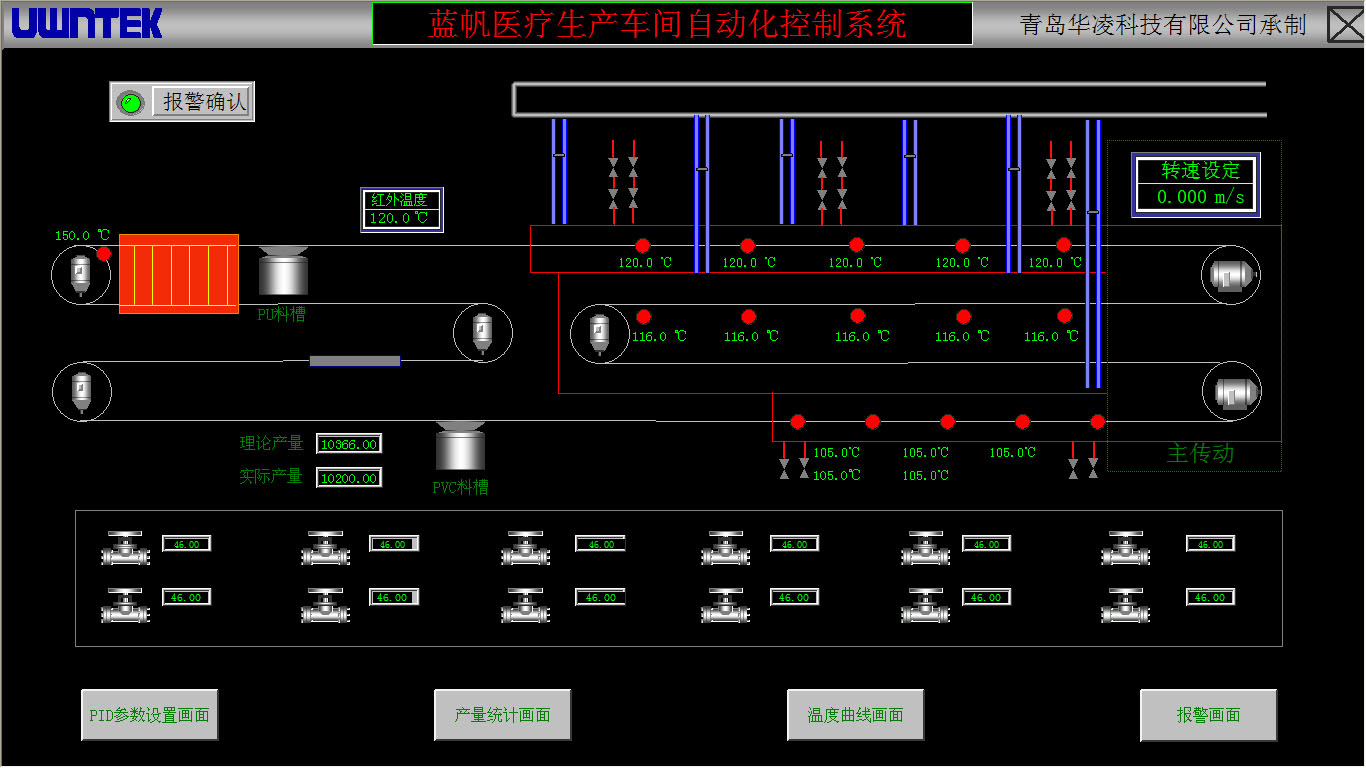 UWNTEK
蓝帆医疗生产车间自动化控制系统
青岛华凌科技有限公司承制
报警确认
转速设定
0.000 m/s
红外温度
120.0℃
150.0 ℃
120.0 ℃ 120.0 ℃ 120.0 ℃ 120.0 ℃ 120.0 ℃
PU料槽
116.0 ℃ 116.0 ℃ 116.0 ℃ 116.0 ℃ 116.0 ℃
理论产量 10366.00
105.0℃ 105.0℃ 105.0℃
主传动
实际产量 10200.00
105.0℃ 105.0℃
PVC料槽
46.00 46.00 46.00 46.00 46.00 46.00
46.00 46.00 46.00 46.00 46.00 46.00
PID参数设置画面 产量统计画面 温度曲线画面 报警画面